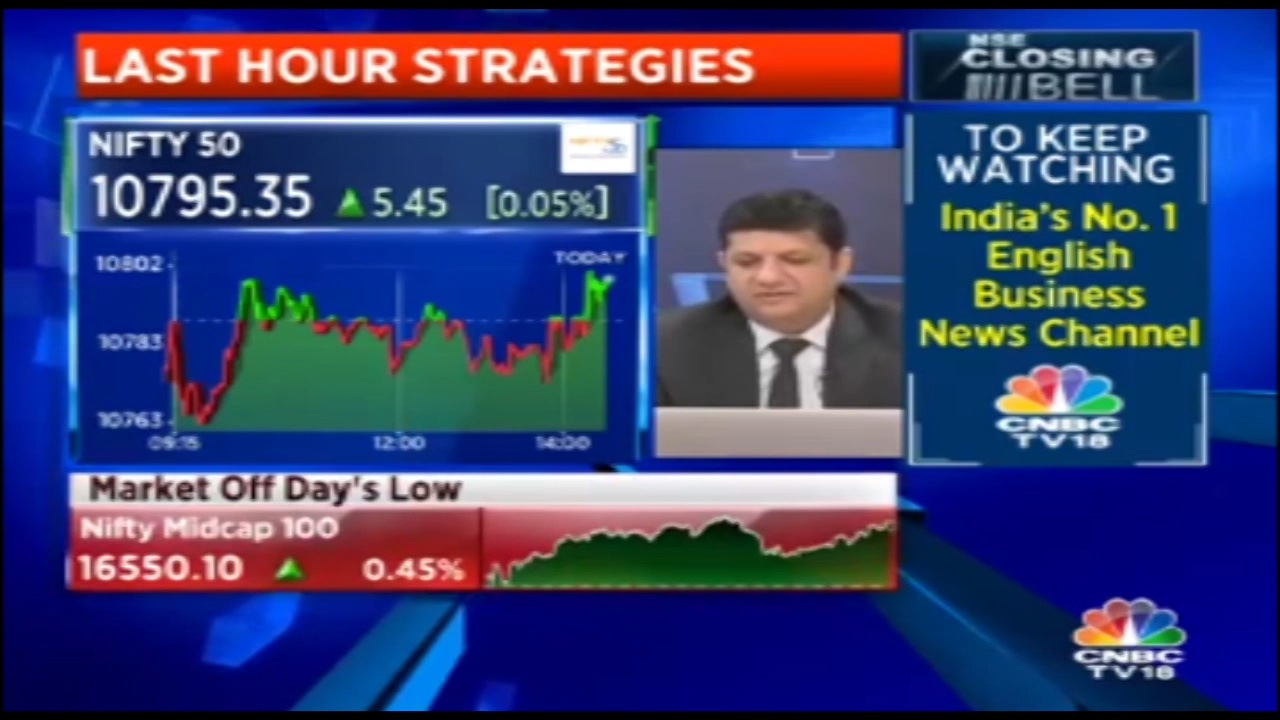 LAST HOUR STRATEGIES
NSE
CLOSING
BELL
NIFTY 50
10795.35 ▲ 5.45 [0.05%]
TODAY
10802
10783
10763
09:15 12:00 14:00
TO KEEP
WATCHING
India's No. 1
English
Business
News Channel
CNBC
TV18
Market Off Day's Low
Nifty Midcap 100
16550.10 ▲ 0.45%
CNBC
TV18